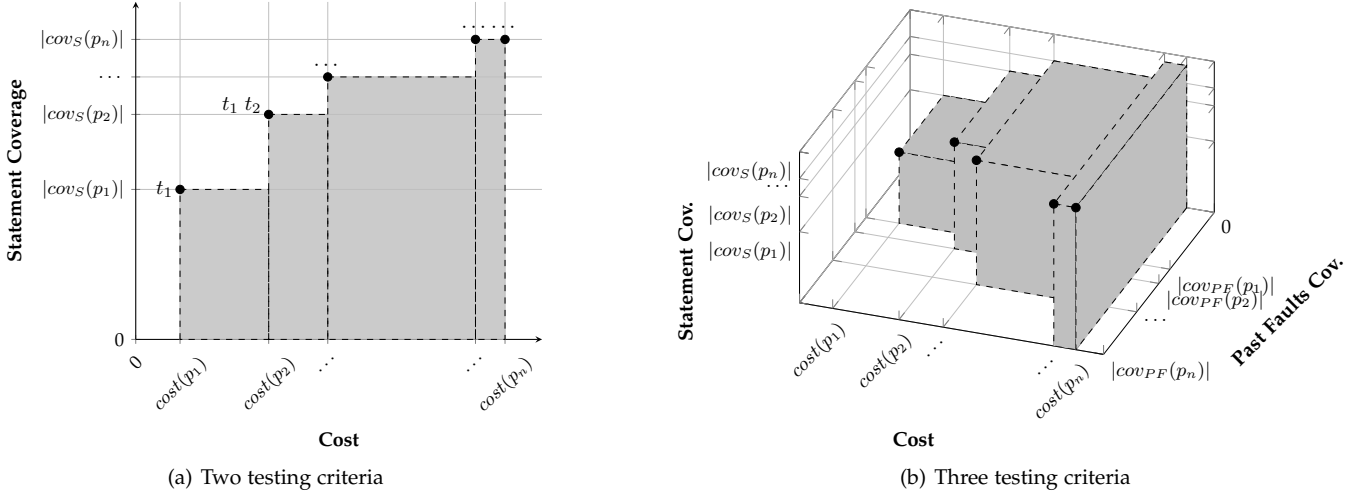 Statement Coverage
|cov_S(p_n)|
· · ·
|cov_S(p_2)|
|cov_S(p_1)|
0
t_1
t_1 t_2
· · ·
· · · · · ·
0
cost(p_1)
cost(p_2)
· · ·
· · ·
cost(p_n)
Cost
(a) Two testing criteria
Statement Cov.
|cov_S(p_n)|
· · ·
|cov_S(p_2)|
|cov_S(p_1)|
cost(p_1)
cost(p_2)
· · ·
· · ·
cost(p_n)
Cost
0
|cov_PF(p_1)|
|cov_PF(p_2)|
· · ·
|cov_PF(p_n)|
Past Faults Cov.
(b) Three testing criteria